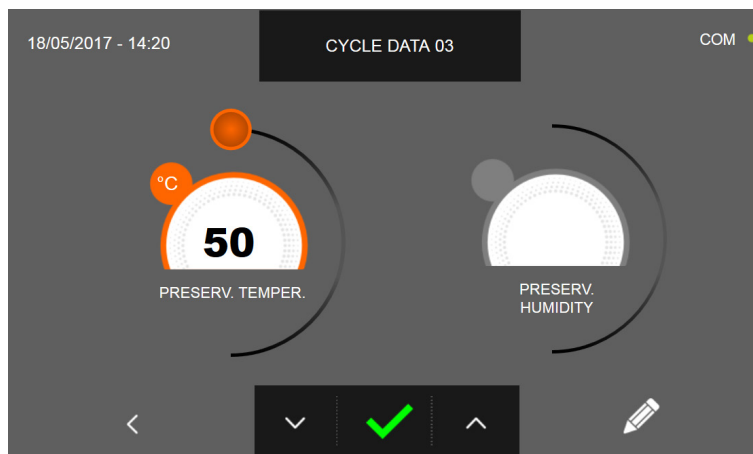 18/05/2017 - 14:20
CYCLE DATA 03
COM
°C
50
PRESERV. TEMPER.
PRESERV.
HUMIDITY